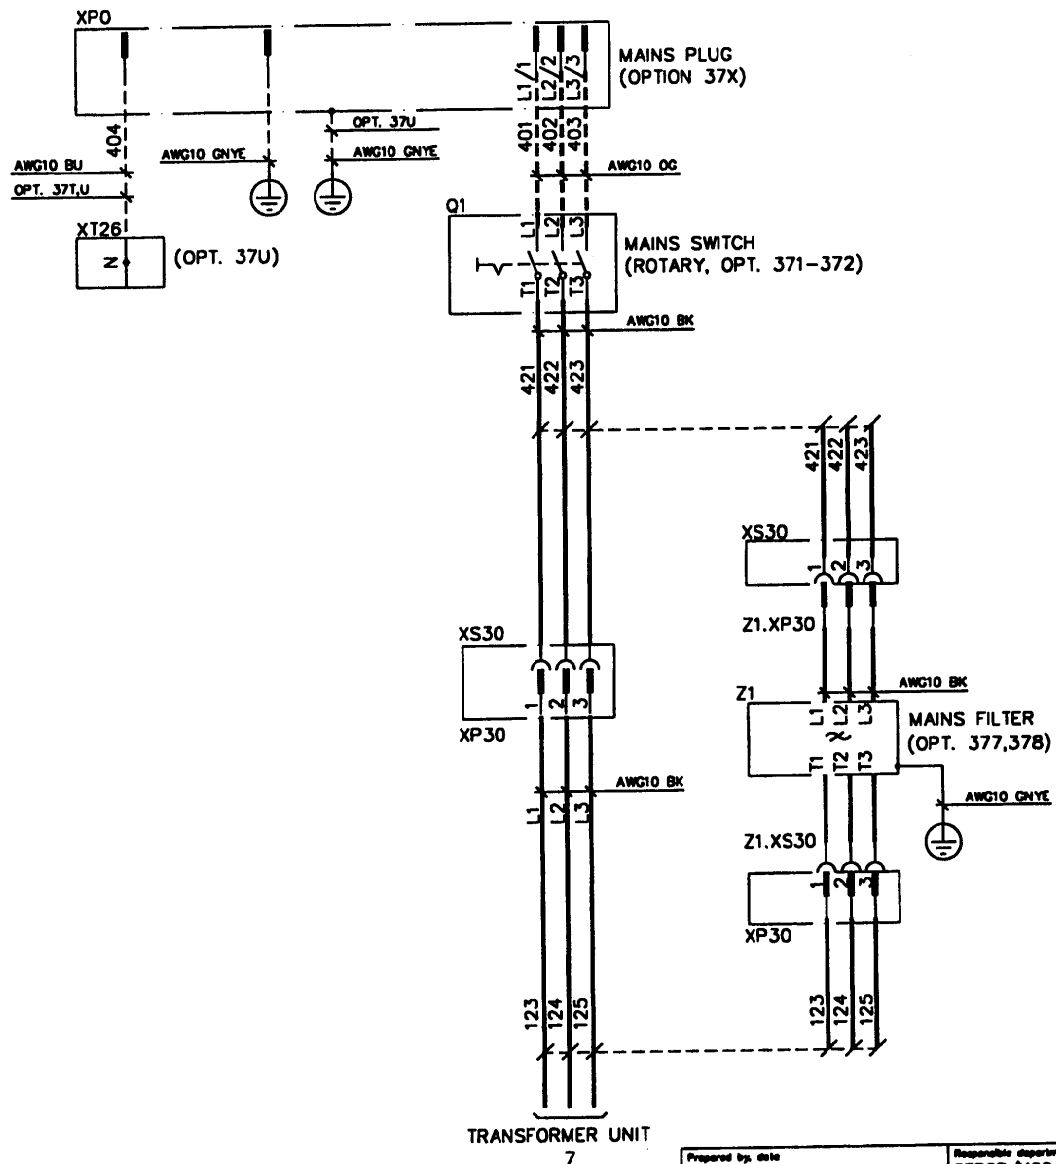 XP0
MAINS PLUG
(OPTION 37X)
L1/1
L2/2
L3/3
404
401
402
403
OPT. 37U
AWG10 GNYE
AWG10 GNYE
AWG10 BU
OPT. 37T,U
AWG10 OG
XT26
N
(OPT. 37U)
Q1
L1
L2
L3
T1
T2
T3
MAINS SWITCH
(ROTARY, OPT. 371-372)
AWG10 BK
421
422
423
421
422
423
XS30
1
2
3
Z1.XP30
XS30
1
2
3
XP30
AWG10 BK
Z1
L1
L2
L3
T1
T2
T3
MAINS FILTER
(OPT. 377,378)
AWG10 BK
L1
L2
L3
AWG10 GNYE
Z1.XS30
1
2
3
XP30
123
124
125
123
124
125
TRANSFORMER UNIT
7
Prepared by, date